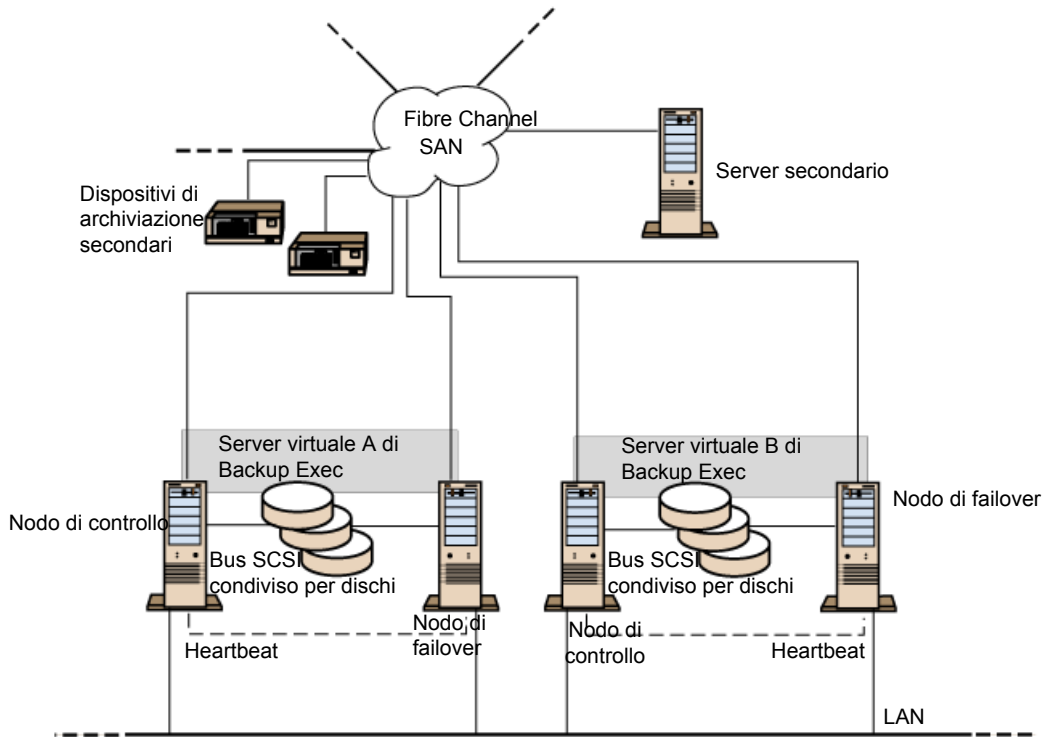 Fibre Channel
SAN
Server secondario
Dispositivi di
archiviazione
secondari
Server virtuale A di
Backup Exec
Server virtuale B di
Backup Exec
Nodo di controllo
Nodo di failover
Bus SCSI
condiviso per dischi
Bus SCSI
condiviso per dischi
Nodo di
failover
Nodo di
controllo
Heartbeat
Heartbeat
LAN